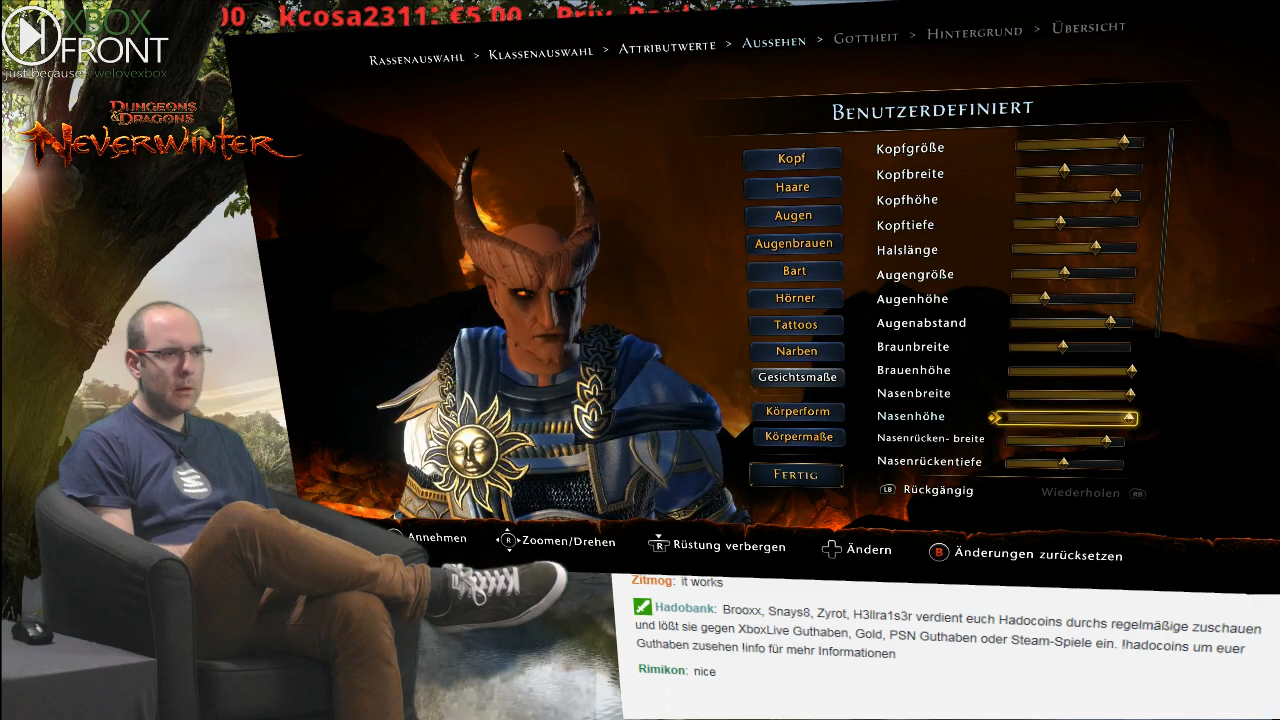 00 kcosa2311: €5.00
XBOX
FRONT
just because #welovexbox
DUNGEONS
& DRAGONS
NEVERWINTER
RASSENAUSWAHL > KLASSENAUSWAHL > ATTRIBUTWERTE > AUSSEHEN > GOTTHEIT > HINTERGRUND > ÜBERSICHT
BENUTZERDEFINIERT
Kopf
Haare
Augen
Augenbrauen
Bart
Hörner
Tattoos
Narben
Gesichtsmaße
Körperform
Körpermaße
FERTIG
Kopfgröße
Kopfbreite
Kopfhöhe
Kopftiefe
Halslänge
Augengröße
Augenhöhe
Augenabstand
Braunbreite
Brauenhöhe
Nasenbreite
Nasenhöhe
Nasenrücken- breite
Nasenrückentiefe
LB Rückgängig Wiederholen RB
Annehmen R Zoomen/Drehen R Rüstung verbergen Ändern B Änderungen zurücksetzen
Zitmog: it works
Hadobank: Brooxx, Snays8, Zyrot, H3llra1s3r verdient euch Hadocoins durchs regelmäßige zuschauen
und lößt sie gegen XboxLive Guthaben, Gold, PSN Guthaben oder Steam-Spiele ein. !hadocoins um euer
Guthaben zusehen !info für mehr Informationen
Rimikon: nice